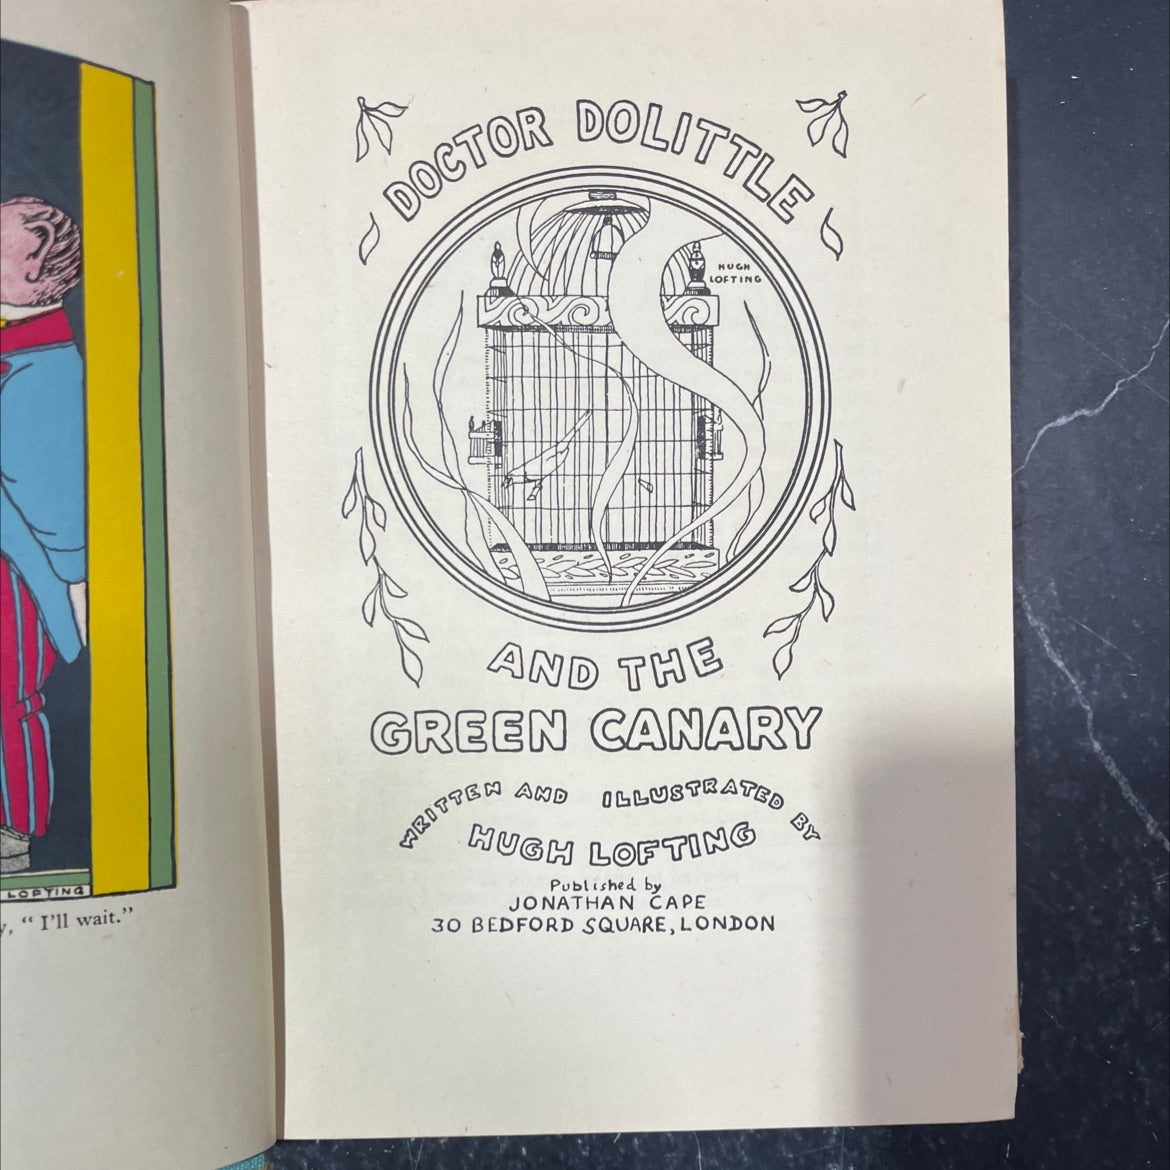 LOFTING
y, "I'll wait."
DOCTOR DOLITTLE
HUGH
LOFTING
AND THE
GREEN CANARY
WRITTEN AND ILLUSTRATED BY
HUGH LOFTING
Published by
JONATHAN CAPE
30 BEDFORD SQUARE, LONDON